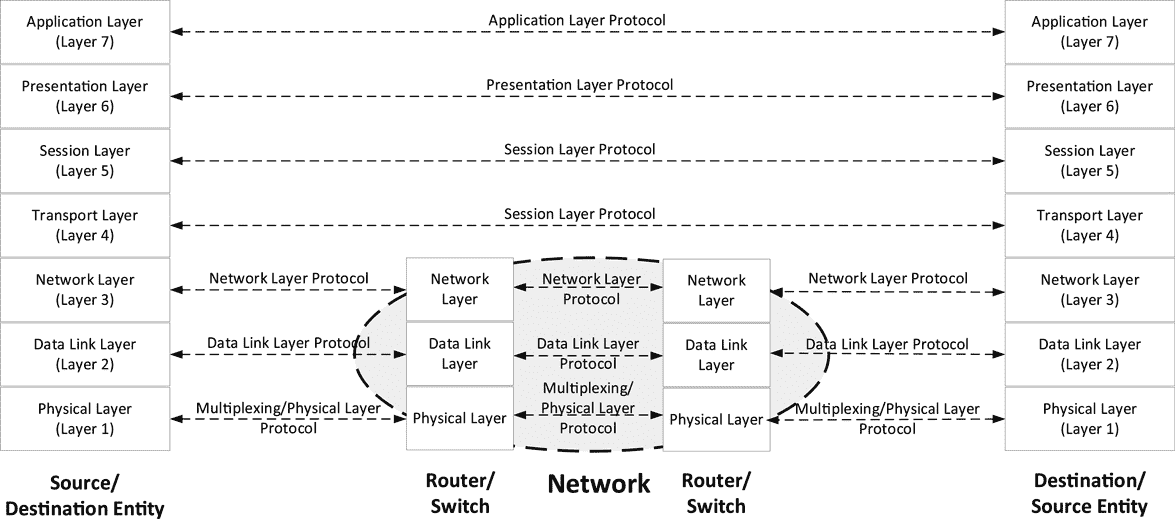 Application Layer
(Layer 7)
Application Layer Protocol
Application Layer
(Layer 7)
Presentation Layer
(Layer 6)
Presentation Layer Protocol
Presentation Layer
(Layer 6)
Session Layer
(Layer 5)
Session Layer Protocol
Session Layer
(Layer 5)
Transport Layer
(Layer 4)
Session Layer Protocol
Transport Layer
(Layer 4)
Network Layer
(Layer 3)
Network Layer Protocol
Network
Layer
Network Layer
Protocol
Network
Layer
Network Layer Protocol
Network Layer
(Layer 3)
Data Link Layer
(Layer 2)
Data Link Layer Protocol
Data Link
Layer
Data Link Layer
Protocol
Data Link
Layer
Data Link Layer Protocol
Data Link Layer
(Layer 2)
Physical Layer
(Layer 1)
Multiplexing/Physical Layer
Protocol
Physical Layer
Multiplexing/
Physical Layer
Protocol
Physical Layer
Multiplexing/Physical Layer
Protocol
Physical Layer
(Layer 1)
Source/
Destination Entity
Router/
Switch
Network
Router/
Switch
Destination/
Source Entity